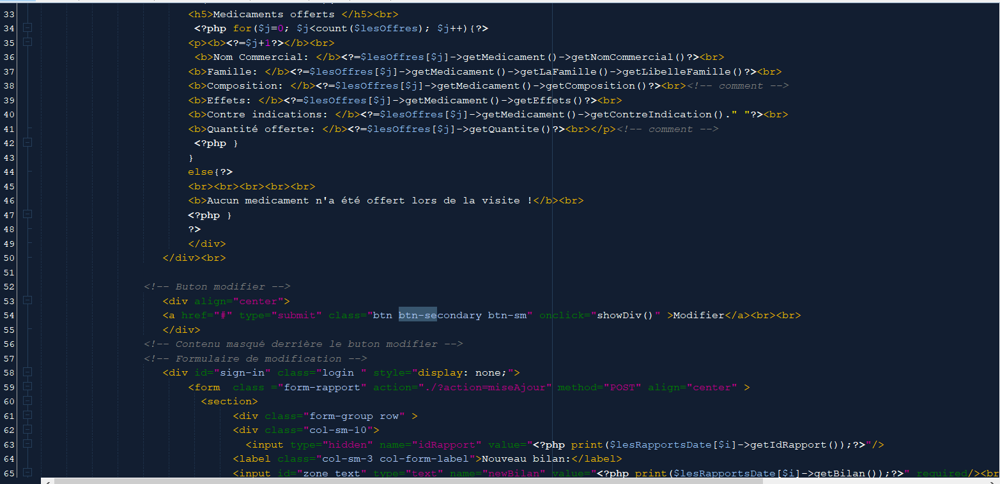 33 <h5>Medicaments offerts </h5><br>
34 <?php for($j=0; $j<count($lesOffres); $j++){?>
35 <p><b><?=$j+1?></b><br>
36 <b>Nom Commercial: </b><?=$lesOffres[$j]->getMedicament()->getNomCommercial()?><br>
37 <b>Famille: </b><?=$lesOffres[$j]->getMedicament()->getLaFamille()->getLibelleFamille()?><br>
38 <b>Composition: </b><?=$lesOffres[$j]->getMedicament()->getComposition()?><br><!-- comment -->
39 <b>Effets: </b><?=$lesOffres[$j]->getMedicament()->getEffets()?><br>
40 <b>Contre indications: </b><?=$lesOffres[$j]->getMedicament()->getContreIndication()." "?><br>
41 <b>Quantité offerte: </b><?=$lesOffres[$j]->getQuantite()?><br></p><!-- comment -->
42 <?php }
43 }
44 else{?>
45 <br><br><br><br><br>
46 <b>Aucun medicament n'a été offert lors de la visite !</b><br>
47 <?php }
48 ?>
49 </div>
50 </div><br>
51
52 <!-- Buton modifier -->
53 <div align="center">
54 <a href="#" type="submit" class="btn btn-secondary btn-sm" onclick="showDiv()" >Modifier</a><br><br>
55 </div>
56 <!-- Contenu masqué derrière le buton modifier -->
57 <!-- Formulaire de modification -->
58 <div id="sign-in" class="login " style="display: none;">
59 <form  class ="form-rapport" action="./?action=miseAjour" method="POST" align="center" >
60 <section>
61 <div class="form-group row" >
62 <div class="col-sm-10">
63 <input type="hidden" name="idRapport" value="<?php print($lesRapportsDate[$i]->getIdRapport());?>"/>
64 <label class="col-sm-3 col-form-label">Nouveau bilan:</label>
65 <input id="zone text" type="text" name="newBilan" value="<?php print($lesRapportsDate[$i]->getBilan());?>" required/><br